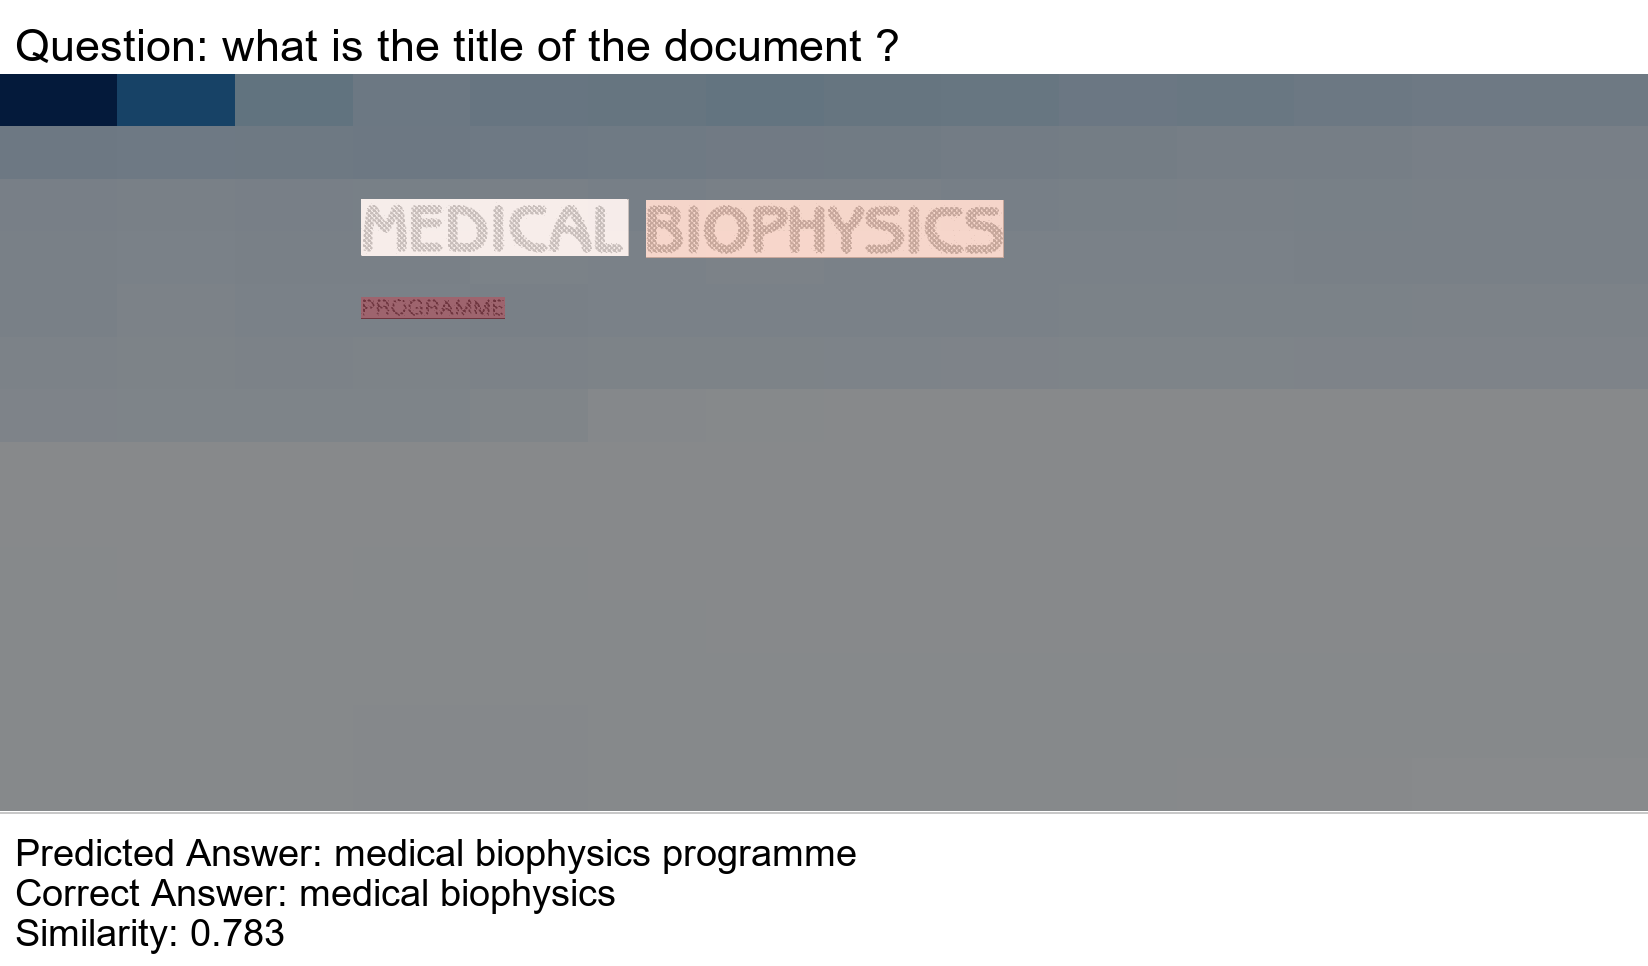 Question: what is the title of the document ?
MEDICAL BIOPHYSICS
PROGRAMME
Predicted Answer: medical biophysics programme
Correct Answer: medical biophysics
Similarity: 0.783